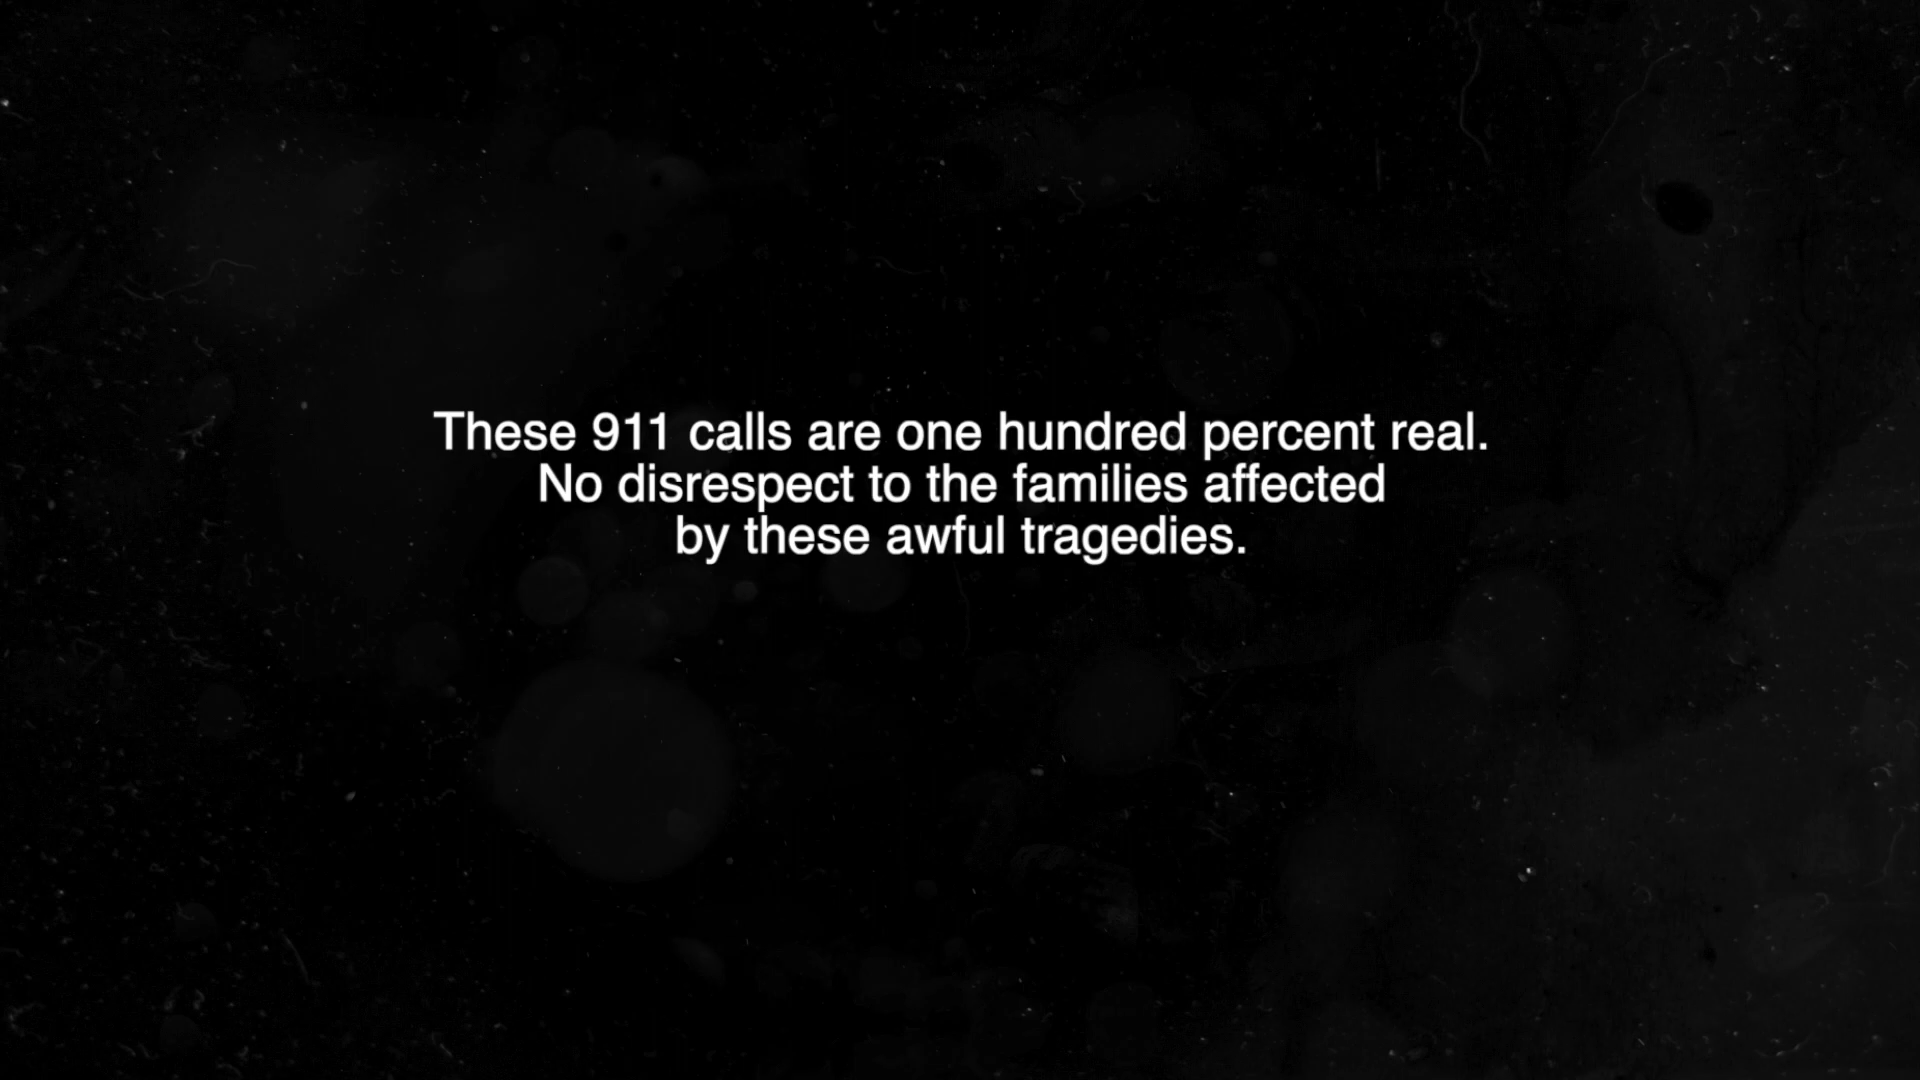 These 911 calls are one hundred percent real.
No disrespect to the families affected
by these awful tragedies.